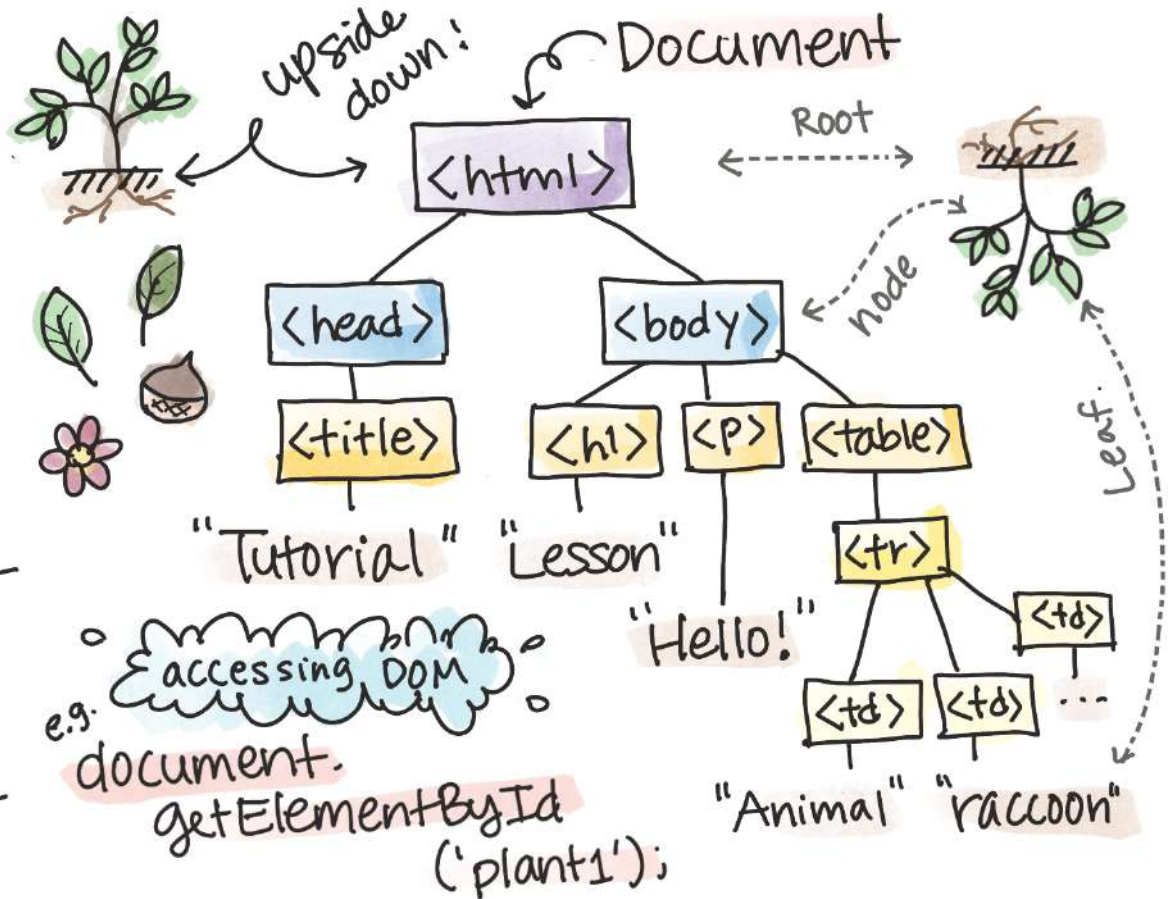 upside
down!
Document
Root
<html>
node
<head>
<body>
Leaf.
<title>
<h1>
<p>
<table>
"Tutorial"
"Lesson"
<tr>
"Hello!"
<td>
<td>
<td>
...
"Animal"
"raccoon"
accessing DOM
e.g.
document.
getElementById
('plant1');